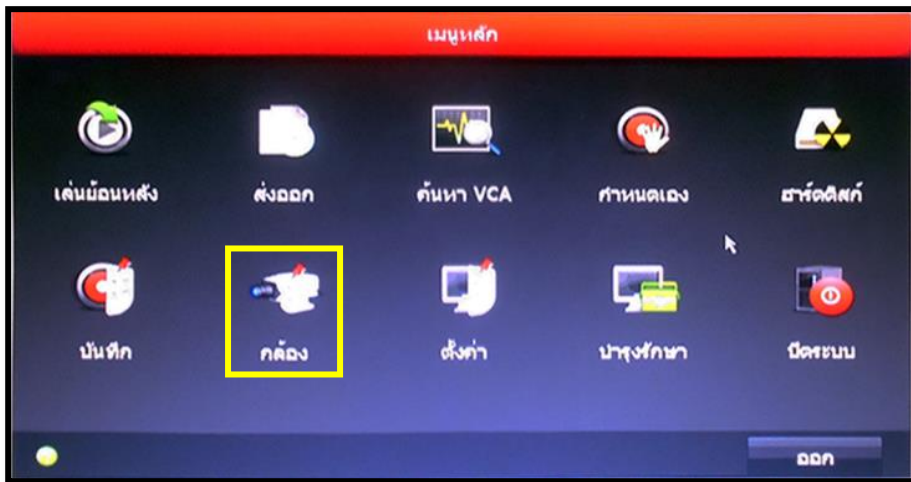 เมนูหลัก
เล่นย้อนหลัง ส่งออก ค้นหา VCA กำหนดเอง ฮาร์ดดิสก์
บันทึก กล้อง ตั้งค่า บำรุงรักษา ปิดระบบ
ออก